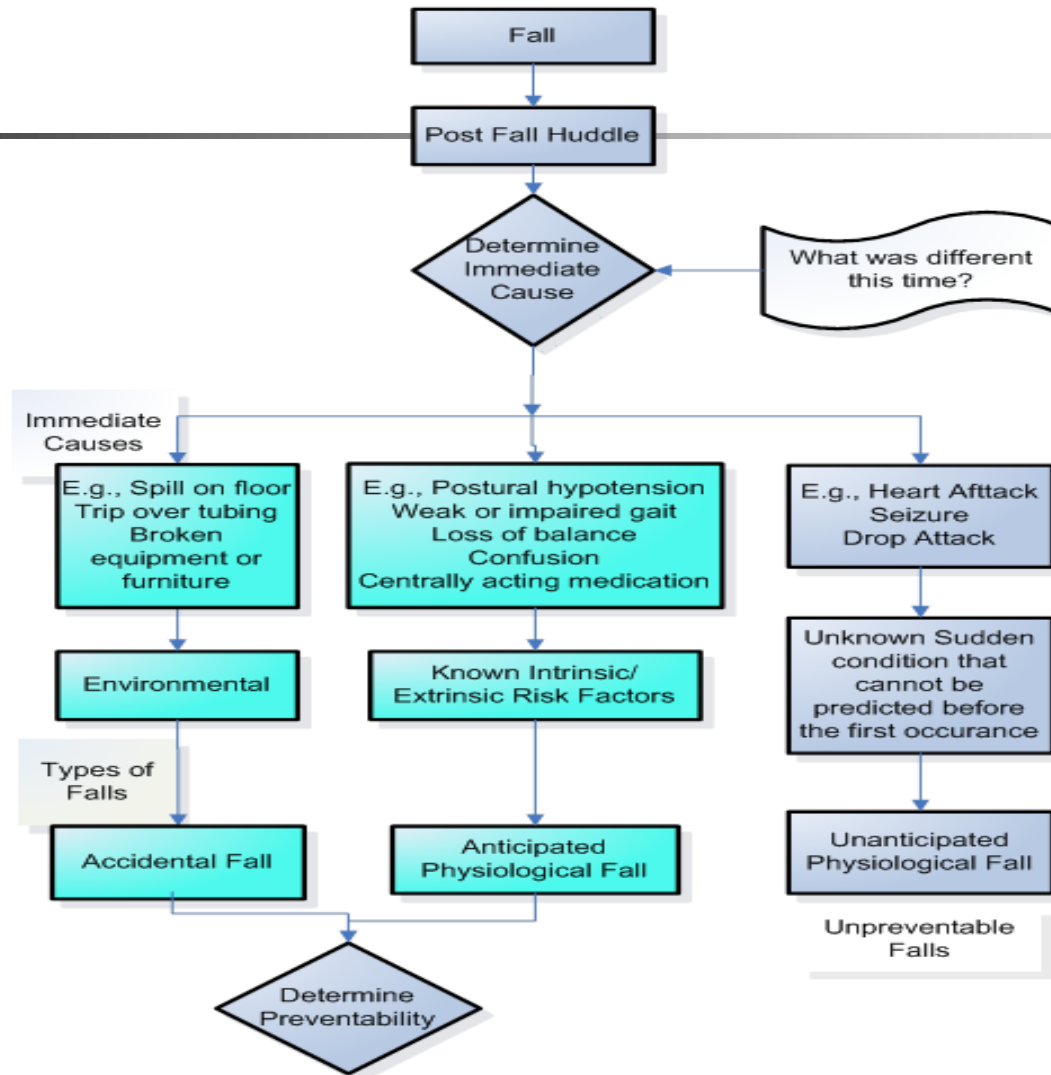 Fall
Post Fall Huddle
Determine
Immediate
Cause
What was different
this time?
Immediate
Causes
E.g., Spill on floor
Trip over tubing
Broken
equipment or
furniture
E.g., Postural hypotension
Weak or impaired gait
Loss of balance
Confusion
Centrally acting medication
E.g., Heart Afttack
Seizure
Drop Attack
Environmental
Known Intrinsic/
Extrinsic Risk Factors
Unknown Sudden
condition that
cannot be
predicted before
the first occurance
Types of
Falls
Accidental Fall
Anticipated
Physiological Fall
Unanticipated
Physiological Fall
Unpreventable
Falls
Determine
Preventability